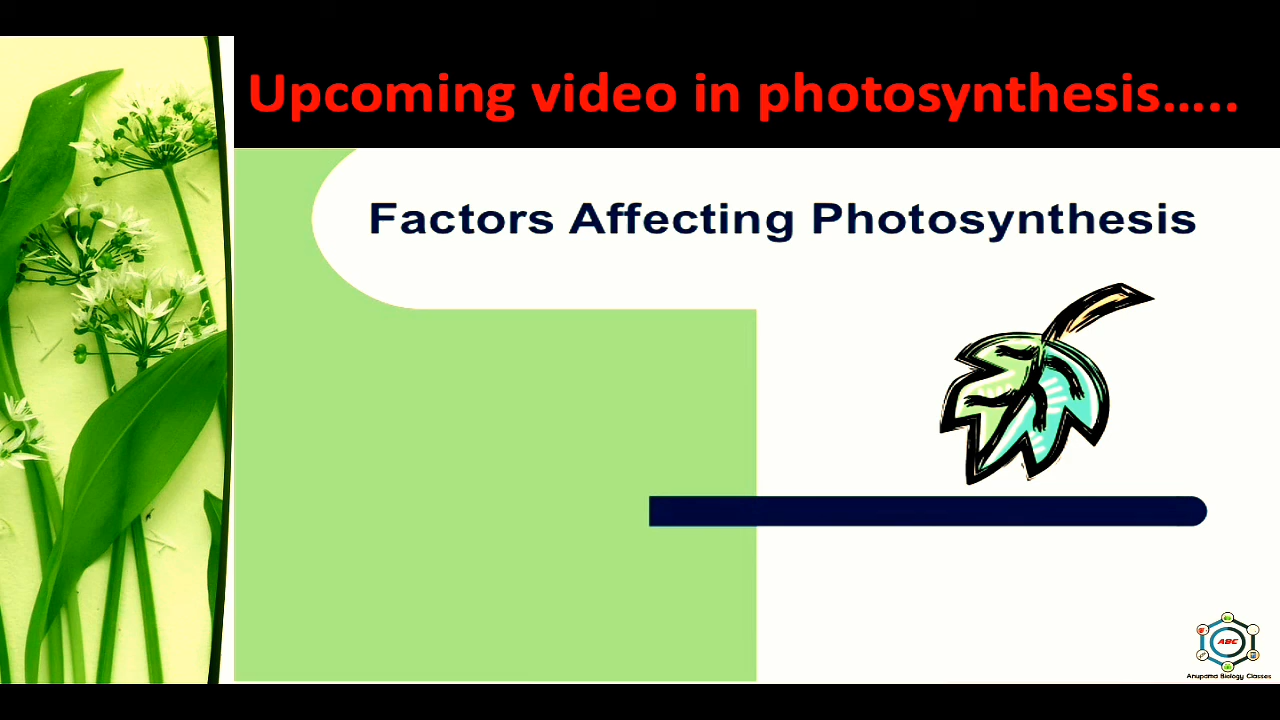 Upcoming video in photosynthesis.....
Factors Affecting Photosynthesis
ABC
Anupama Biology Classes